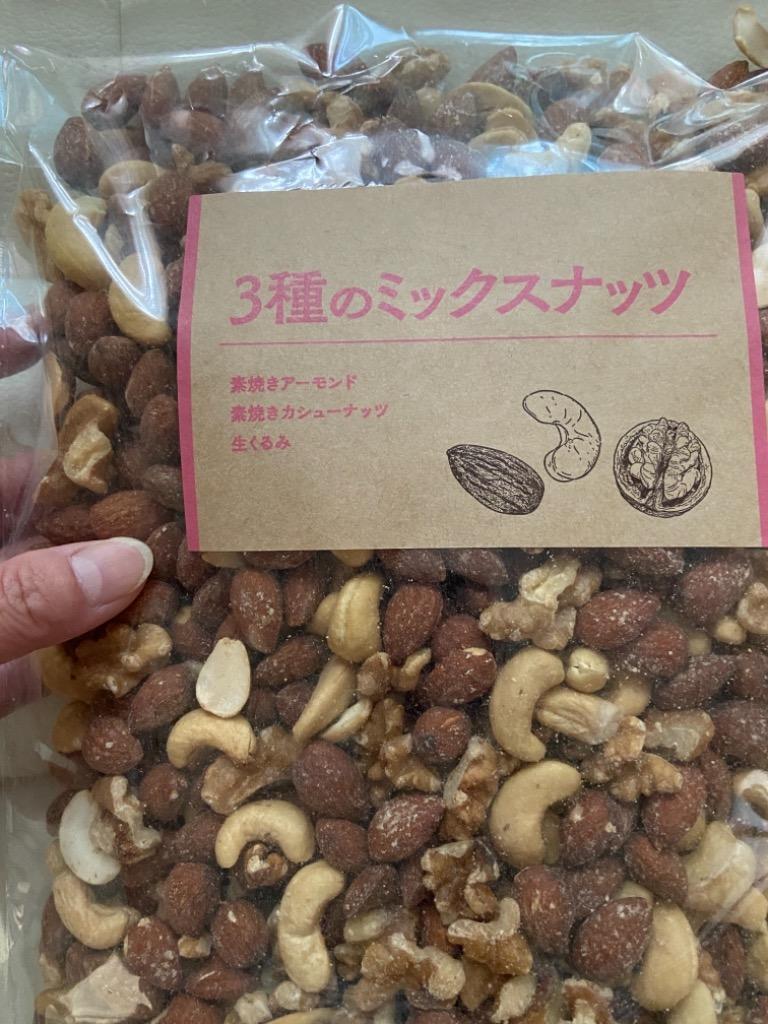 3種のミックスナッツ
素焼きアーモンド
素焼きカシューナッツ
生くるみ